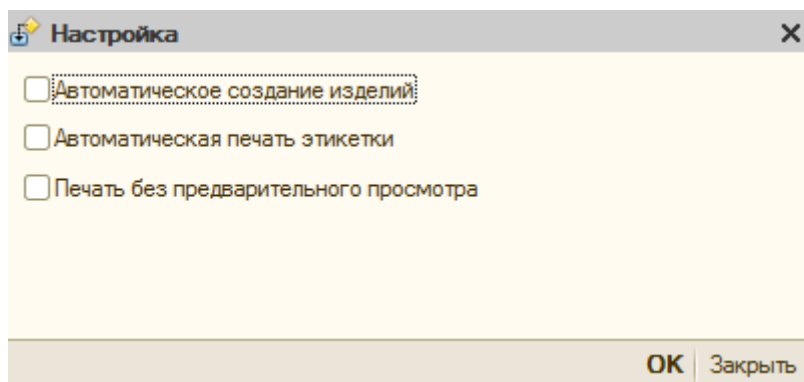 Настройка
Автоматическое создание изделий
Автоматическая печать этикетки
Печать без предварительного просмотра
OK Закрыть